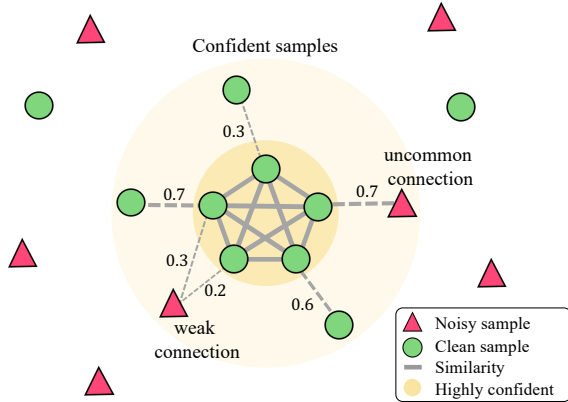 Confident samples
0.3
uncommon
connection
0.7
0.7
0.3
0.2
0.6
weak
connection
Noisy sample
Clean sample
Similarity
Highly confident